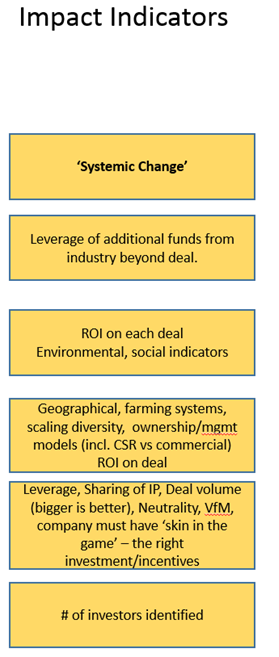 Impact Indicators
‘Systemic Change’
Leverage of additional funds from
industry beyond deal.
ROI on each deal
Environmental, social indicators
Geographical, farming systems,
scaling diversity, ownership/mgmt
models (incl. CSR vs commercial)
ROI on deal
Leverage, Sharing of IP, Deal volume
(bigger is better), Neutrality, VfM,
company must have ‘skin in the
game’ – the right
investment/incentives
# of investors identified